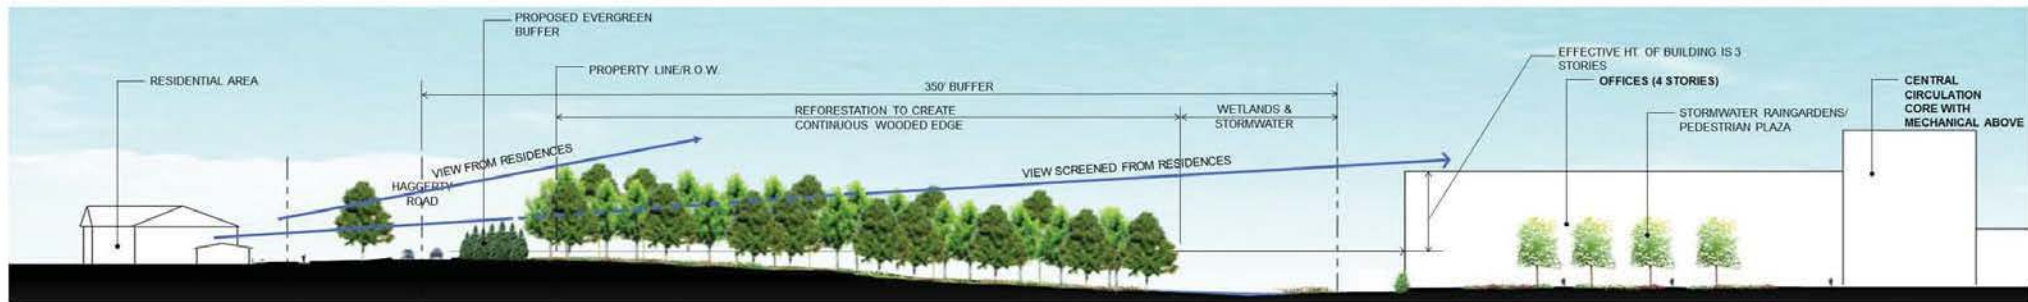 PROPOSED EVERGREEN
BUFFER
RESIDENTIAL AREA
PROPERTY LINE/R.O.W.
350' BUFFER
REFORESTATION TO CREATE
CONTINUOUS WOODED EDGE
WETLANDS &
STORMWATER
EFFECTIVE HT. OF BUILDING IS 3
STORIES
OFFICES (4 STORIES)
STORMWATER RAINGARDENS/
PEDESTRIAN PLAZA
CENTRAL
CIRCULATION
CORE WITH
MECHANICAL ABOVE
VIEW FROM RESIDENCES
HAGGERTY
ROAD
VIEW SCREENED FROM RESIDENCES